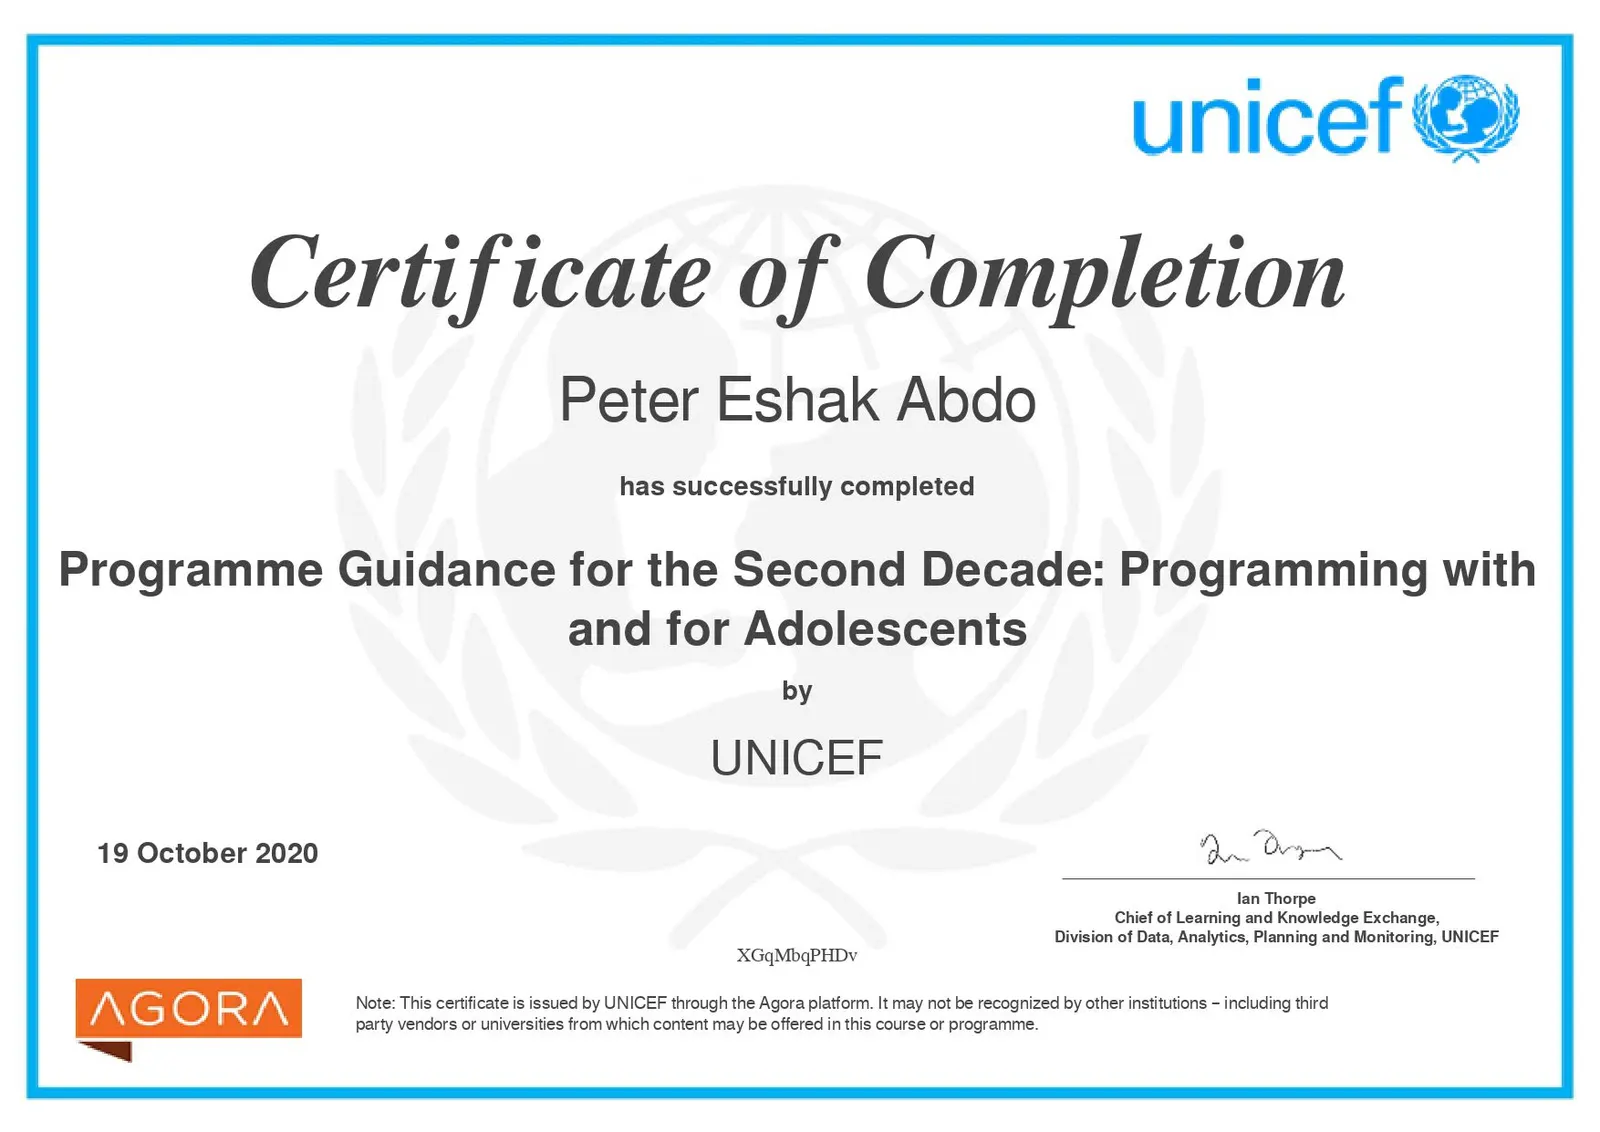 unicef
Certificate of Completion
Peter Eshak Abdo
has successfully completed
Programme Guidance for the Second Decade: Programming with
and for Adolescents
by
UNICEF
19 October 2020
Ian Thorpe
Chief of Learning and Knowledge Exchange,
Division of Data, Analytics, Planning and Monitoring, UNICEF
XGqMbqPHDv
AGORA
Note: This certificate is issued by UNICEF through the Agora platform. It may not be recognized by other institutions – including third
party vendors or universities from which content may be offered in this course or programme.